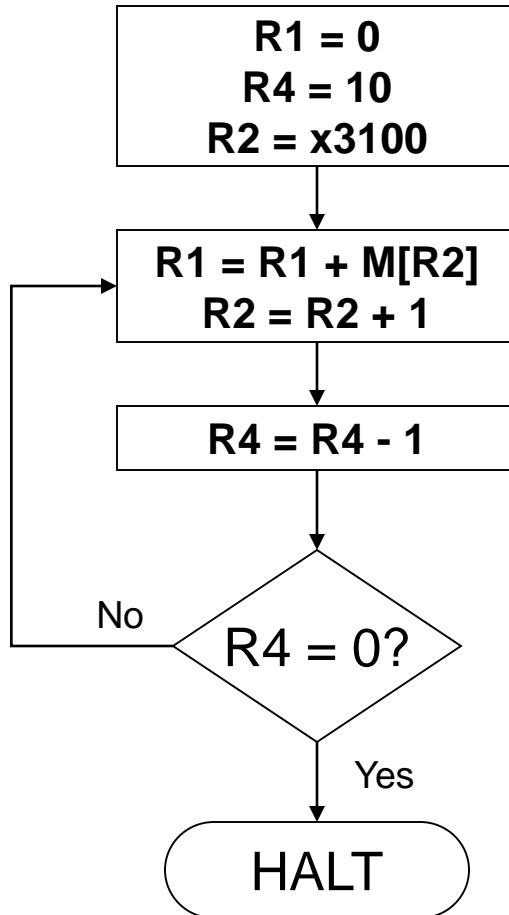 R1 = 0
R4 = 10
R2 = x3100
R1 = R1 + M[R2]
R2 = R2 + 1
R4 = R4 - 1
No
R4 = 0?
Yes
HALT